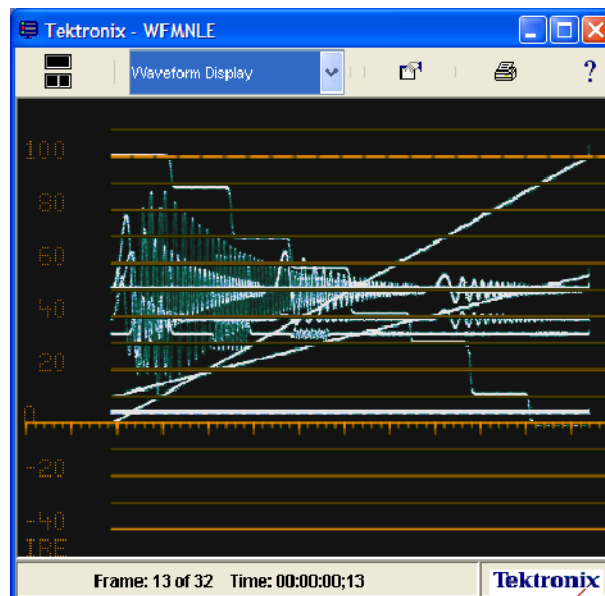 Tektronix - WFMNLE
Waveform Display
?
100
80
60
40
20
0
-20
-40
IRE
Frame: 13 of 32 Time: 00:00:00;13
Tektronix